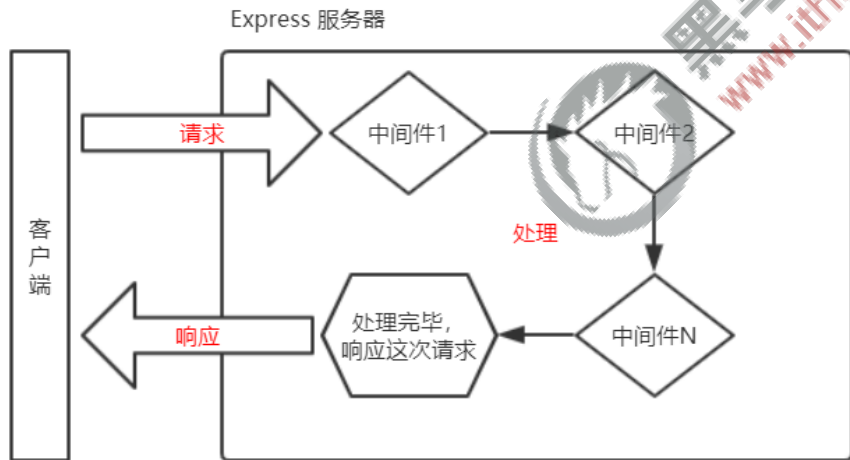 Express 服务器
请求
中间件1
中间件2
客
户
端
处理
响应
处理完毕，
响应这次请求
中间件N